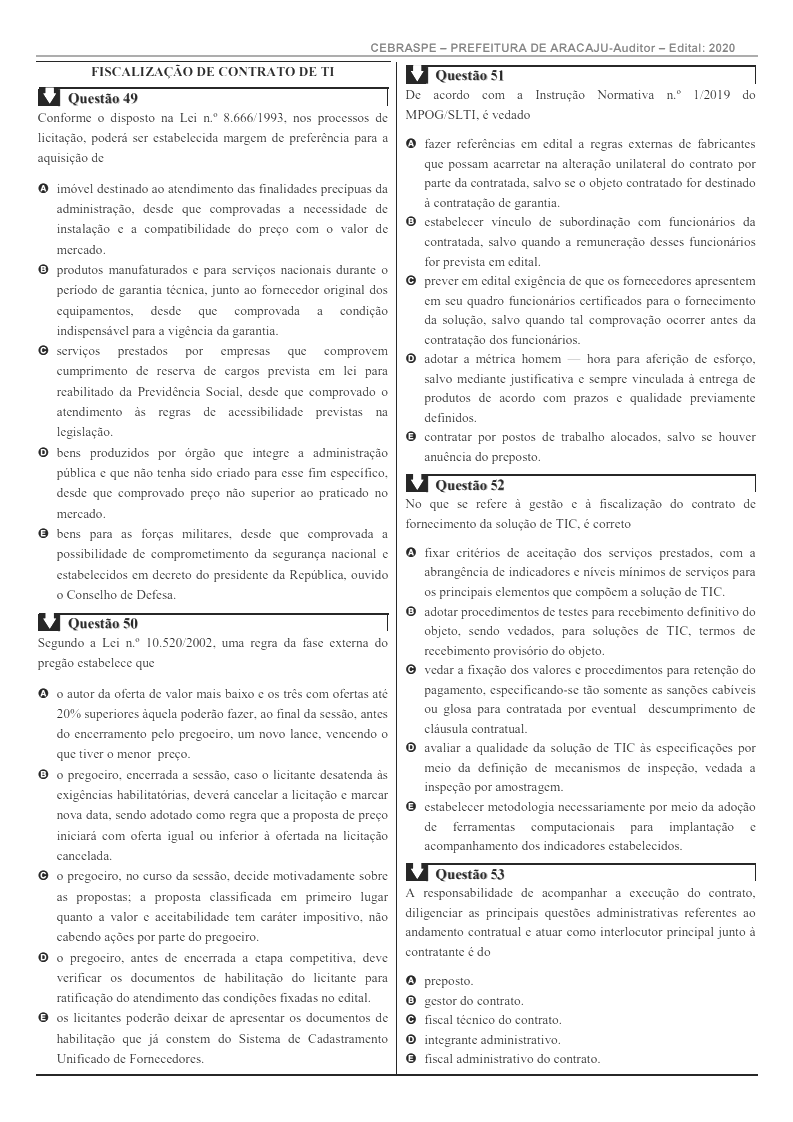 CEBRASPE – PREFEITURA DE ARACAJU-Auditor – Edital: 2020
FISCALIZAÇÃO DE CONTRATO DE TI
Questão 49
Conforme o disposto na Lei n.º 8.666/1993, nos processos de
licitação, poderá ser estabelecida margem de preferência para a
aquisição de
A imóvel destinado ao atendimento das finalidades precípuas da
administração, desde que comprovadas a necessidade de
instalação e a compatibilidade do preço com o valor de
mercado.
B produtos manufaturados e para serviços nacionais durante o
período de garantia técnica, junto ao fornecedor original dos
equipamentos, desde que comprovada a condição
indispensável para a vigência da garantia.
C serviços prestados por empresas que comprovem
cumprimento de reserva de cargos prevista em lei para
reabilitado da Previdência Social, desde que comprovado o
atendimento às regras de acessibilidade previstas na
legislação.
D bens produzidos por órgão que integre a administração
pública e que não tenha sido criado para esse fim específico,
desde que comprovado preço não superior ao praticado no
mercado.
E bens para as forças militares, desde que comprovada a
possibilidade de comprometimento da segurança nacional e
estabelecidos em decreto do presidente da República, ouvido
o Conselho de Defesa.
Questão 50
Segundo a Lei n.º 10.520/2002, uma regra da fase externa do
pregão estabelece que
A o autor da oferta de valor mais baixo e os três com ofertas até
20% superiores àquela poderão fazer, ao final da sessão, antes
do encerramento pelo pregoeiro, um novo lance, vencendo o
que tiver o menor preço.
B o pregoeiro, encerrada a sessão, caso o licitante desatenda às
exigências habilitatórias, deverá cancelar a licitação e marcar
nova data, sendo adotado como regra que a proposta de preço
iniciará com oferta igual ou inferior à ofertada na licitação
cancelada.
C o pregoeiro, no curso da sessão, decide motivadamente sobre
as propostas; a proposta classificada em primeiro lugar
quanto a valor e aceitabilidade tem caráter impositivo, não
cabendo ações por parte do pregoeiro.
D o pregoeiro, antes de encerrada a etapa competitiva, deve
verificar os documentos de habilitação do licitante para
ratificação do atendimento das condições fixadas no edital.
E os licitantes poderão deixar de apresentar os documentos de
habilitação que já constem do Sistema de Cadastramento
Unificado de Fornecedores.
Questão 51
De acordo com a Instrução Normativa n.º 1/2019 do
MPOG/SLTI, é vedado
A fazer referências em edital a regras externas de fabricantes
que possam acarretar na alteração unilateral do contrato por
parte da contratada, salvo se o objeto contratado for destinado
à contratação de garantia.
B estabelecer vínculo de subordinação com funcionários da
contratada, salvo quando a remuneração desses funcionários
for prevista em edital.
C prever em edital exigência de que os fornecedores apresentem
em seu quadro funcionários certificados para o fornecimento
da solução, salvo quando tal comprovação ocorrer antes da
contratação dos funcionários.
D adotar a métrica homem — hora para aferição de esforço,
salvo mediante justificativa e sempre vinculada à entrega de
produtos de acordo com prazos e qualidade previamente
definidos.
E contratar por postos de trabalho alocados, salvo se houver
anuência do preposto.
Questão 52
No que se refere à gestão e à fiscalização do contrato de
fornecimento da solução de TIC, é correto
A fixar critérios de aceitação dos serviços prestados, com a
abrangência de indicadores e níveis mínimos de serviços para
os principais elementos que compõem a solução de TIC.
B adotar procedimentos de testes para recebimento definitivo do
objeto, sendo vedados, para soluções de TIC, termos de
recebimento provisório do objeto.
C vedar a fixação dos valores e procedimentos para retenção do
pagamento, especificando-se tão somente as sanções cabíveis
ou glosa para contratada por eventual descumprimento de
cláusula contratual.
D avaliar a qualidade da solução de TIC às especificações por
meio da definição de mecanismos de inspeção, vedada a
inspeção por amostragem.
E estabelecer metodologia necessariamente por meio da adoção
de ferramentas computacionais para implantação e
acompanhamento dos indicadores estabelecidos.
Questão 53
A responsabilidade de acompanhar a execução do contrato,
diligenciar as principais questões administrativas referentes ao
andamento contratual e atuar como interlocutor principal junto à
contratante é do
A preposto.
B gestor do contrato.
C fiscal técnico do contrato.
D integrante administrativo.
E fiscal administrativo do contrato.